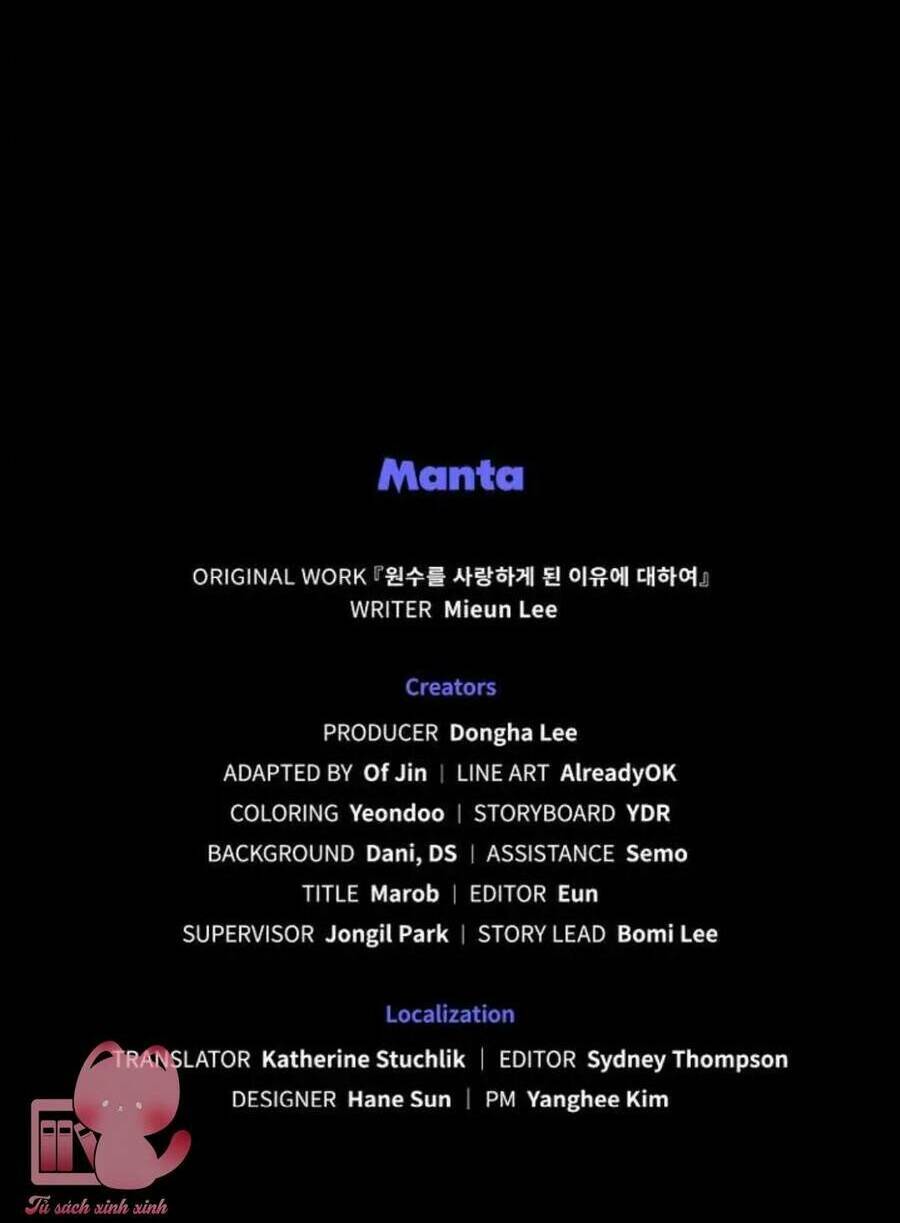 Manta
ORIGINAL WORK『원수를 사랑하게 된 이유에 대하여』
WRITER Mieun Lee
Creators
PRODUCER Dongha Lee
ADAPTED BY Of Jin | LINE ART AlreadyOK
COLORING Yeondoo | STORYBOARD YDR
BACKGROUND Dani, DS | ASSISTANCE Semo
TITLE Marob | EDITOR Eun
SUPERVISOR Jongil Park | STORY LEAD Bomi Lee
Localization
TRANSLATOR Katherine Stuchlik | EDITOR Sydney Thompson
DESIGNER Hane Sun | PM Yanghee Kim
Tủ sách xinh xinh